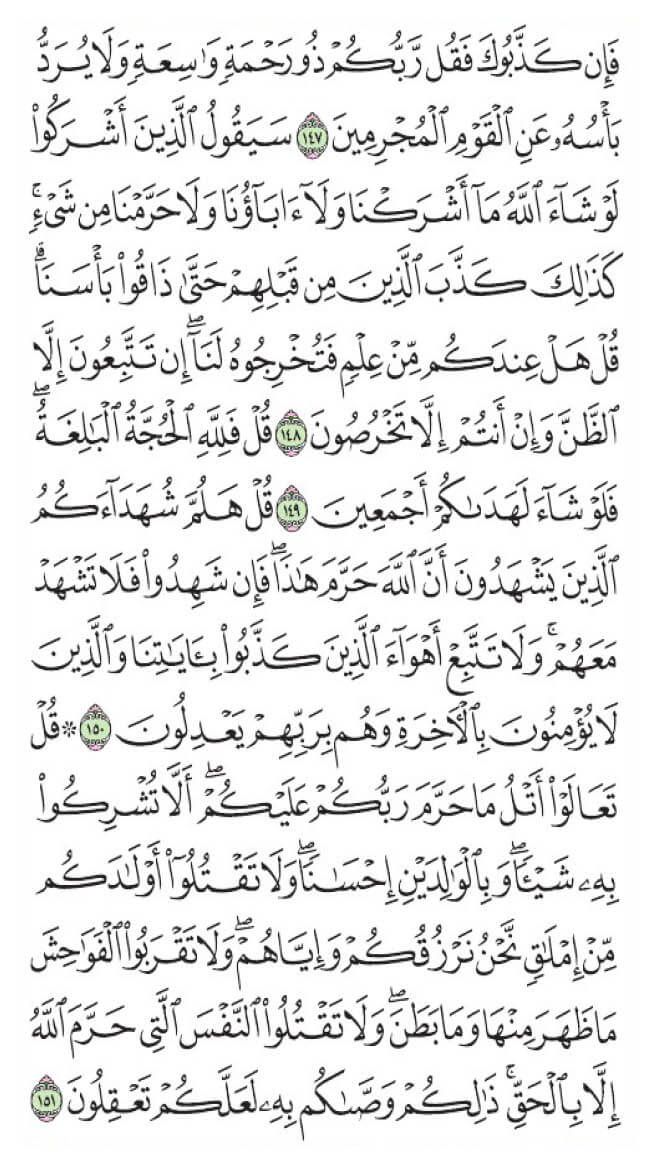 فَإِن كَذَّبُوكَ فَقُل رَّبُّكُمْ ذُو رَحْمَةٍ وَٰسِعَةٍ وَلَا يُرَدُّ
بَأْسُهُۥ عَنِ ٱلْقَوْمِ ٱلْمُجْرِمِينَ ١٤٧ سَيَقُولُ ٱلَّذِينَ أَشْرَكُوا۟
لَوْ شَآءَ ٱللَّهُ مَآ أَشْرَكْنَا وَلَآ ءَابَآؤُنَا وَلَا حَرَّمْنَا مِن شَىْءٍ ۚ
كَذَٰلِكَ كَذَّبَ ٱلَّذِينَ مِن قَبْلِهِمْ حَتَّىٰ ذَاقُوا۟ بَأْسَنَا ۗ
قُلْ هَلْ عِندَكُم مِّنْ عِلْمٍ فَتُخْرِجُوهُ لَنَآ ۖ إِن تَتَّبِعُونَ إِلَّا
ٱلظَّنَّ وَإِنْ أَنتُمْ إِلَّا تَخْرُصُونَ ١٤٨ قُلْ فَلِلَّهِ ٱلْحُجَّةُ ٱلْبَٰلِغَةُ ۖ
فَلَوْ شَآءَ لَهَدَىٰكُمْ أَجْمَعِينَ ١٤٩ قُلْ هَلُمَّ شُهَدَآءَكُمُ
ٱلَّذِينَ يَشْهَدُونَ أَنَّ ٱللَّهَ حَرَّمَ هَٰذَا ۖ فَإِن شَهِدُوا۟ فَلَا تَشْهَدْ
مَعَهُمْ ۚ وَلَا تَتَّبِعْ أَهْوَآءَ ٱلَّذِينَ كَذَّبُوا۟ بِـَٔايَٰتِنَا وَٱلَّذِينَ
لَا يُؤْمِنُونَ بِٱلْـَٔاخِرَةِ وَهُم بِرَبِّهِمْ يَعْدِلُونَ ١٥٠ ۞ قُلْ
تَعَالَوْا۟ أَتْلُ مَا حَرَّمَ رَبُّكُمْ عَلَيْكُمْ ۖ أَلَّا تُشْرِكُوا۟
بِهِۦ شَيْـًٔا ۖ وَبِٱلْوَٰلِدَيْنِ إِحْسَٰنًا ۖ وَلَا تَقْتُلُوٓا۟ أَوْلَٰدَكُم
مِّنْ إِمْلَٰقٍ ۖ نَّحْنُ نَرْزُقُكُمْ وَإِيَّاهُمْ ۖ وَلَا تَقْرَبُوا۟ ٱلْفَوَٰحِشَ
مَا ظَهَرَ مِنْهَا وَمَا بَطَنَ ۖ وَلَا تَقْتُلُوا۟ ٱلنَّفْسَ ٱلَّتِى حَرَّمَ ٱللَّهُ
إِلَّا بِٱلْحَقِّ ۚ ذَٰلِكُمْ وَصَّىٰكُم بِهِۦ لَعَلَّكُمْ تَعْقِلُونَ ١٥١